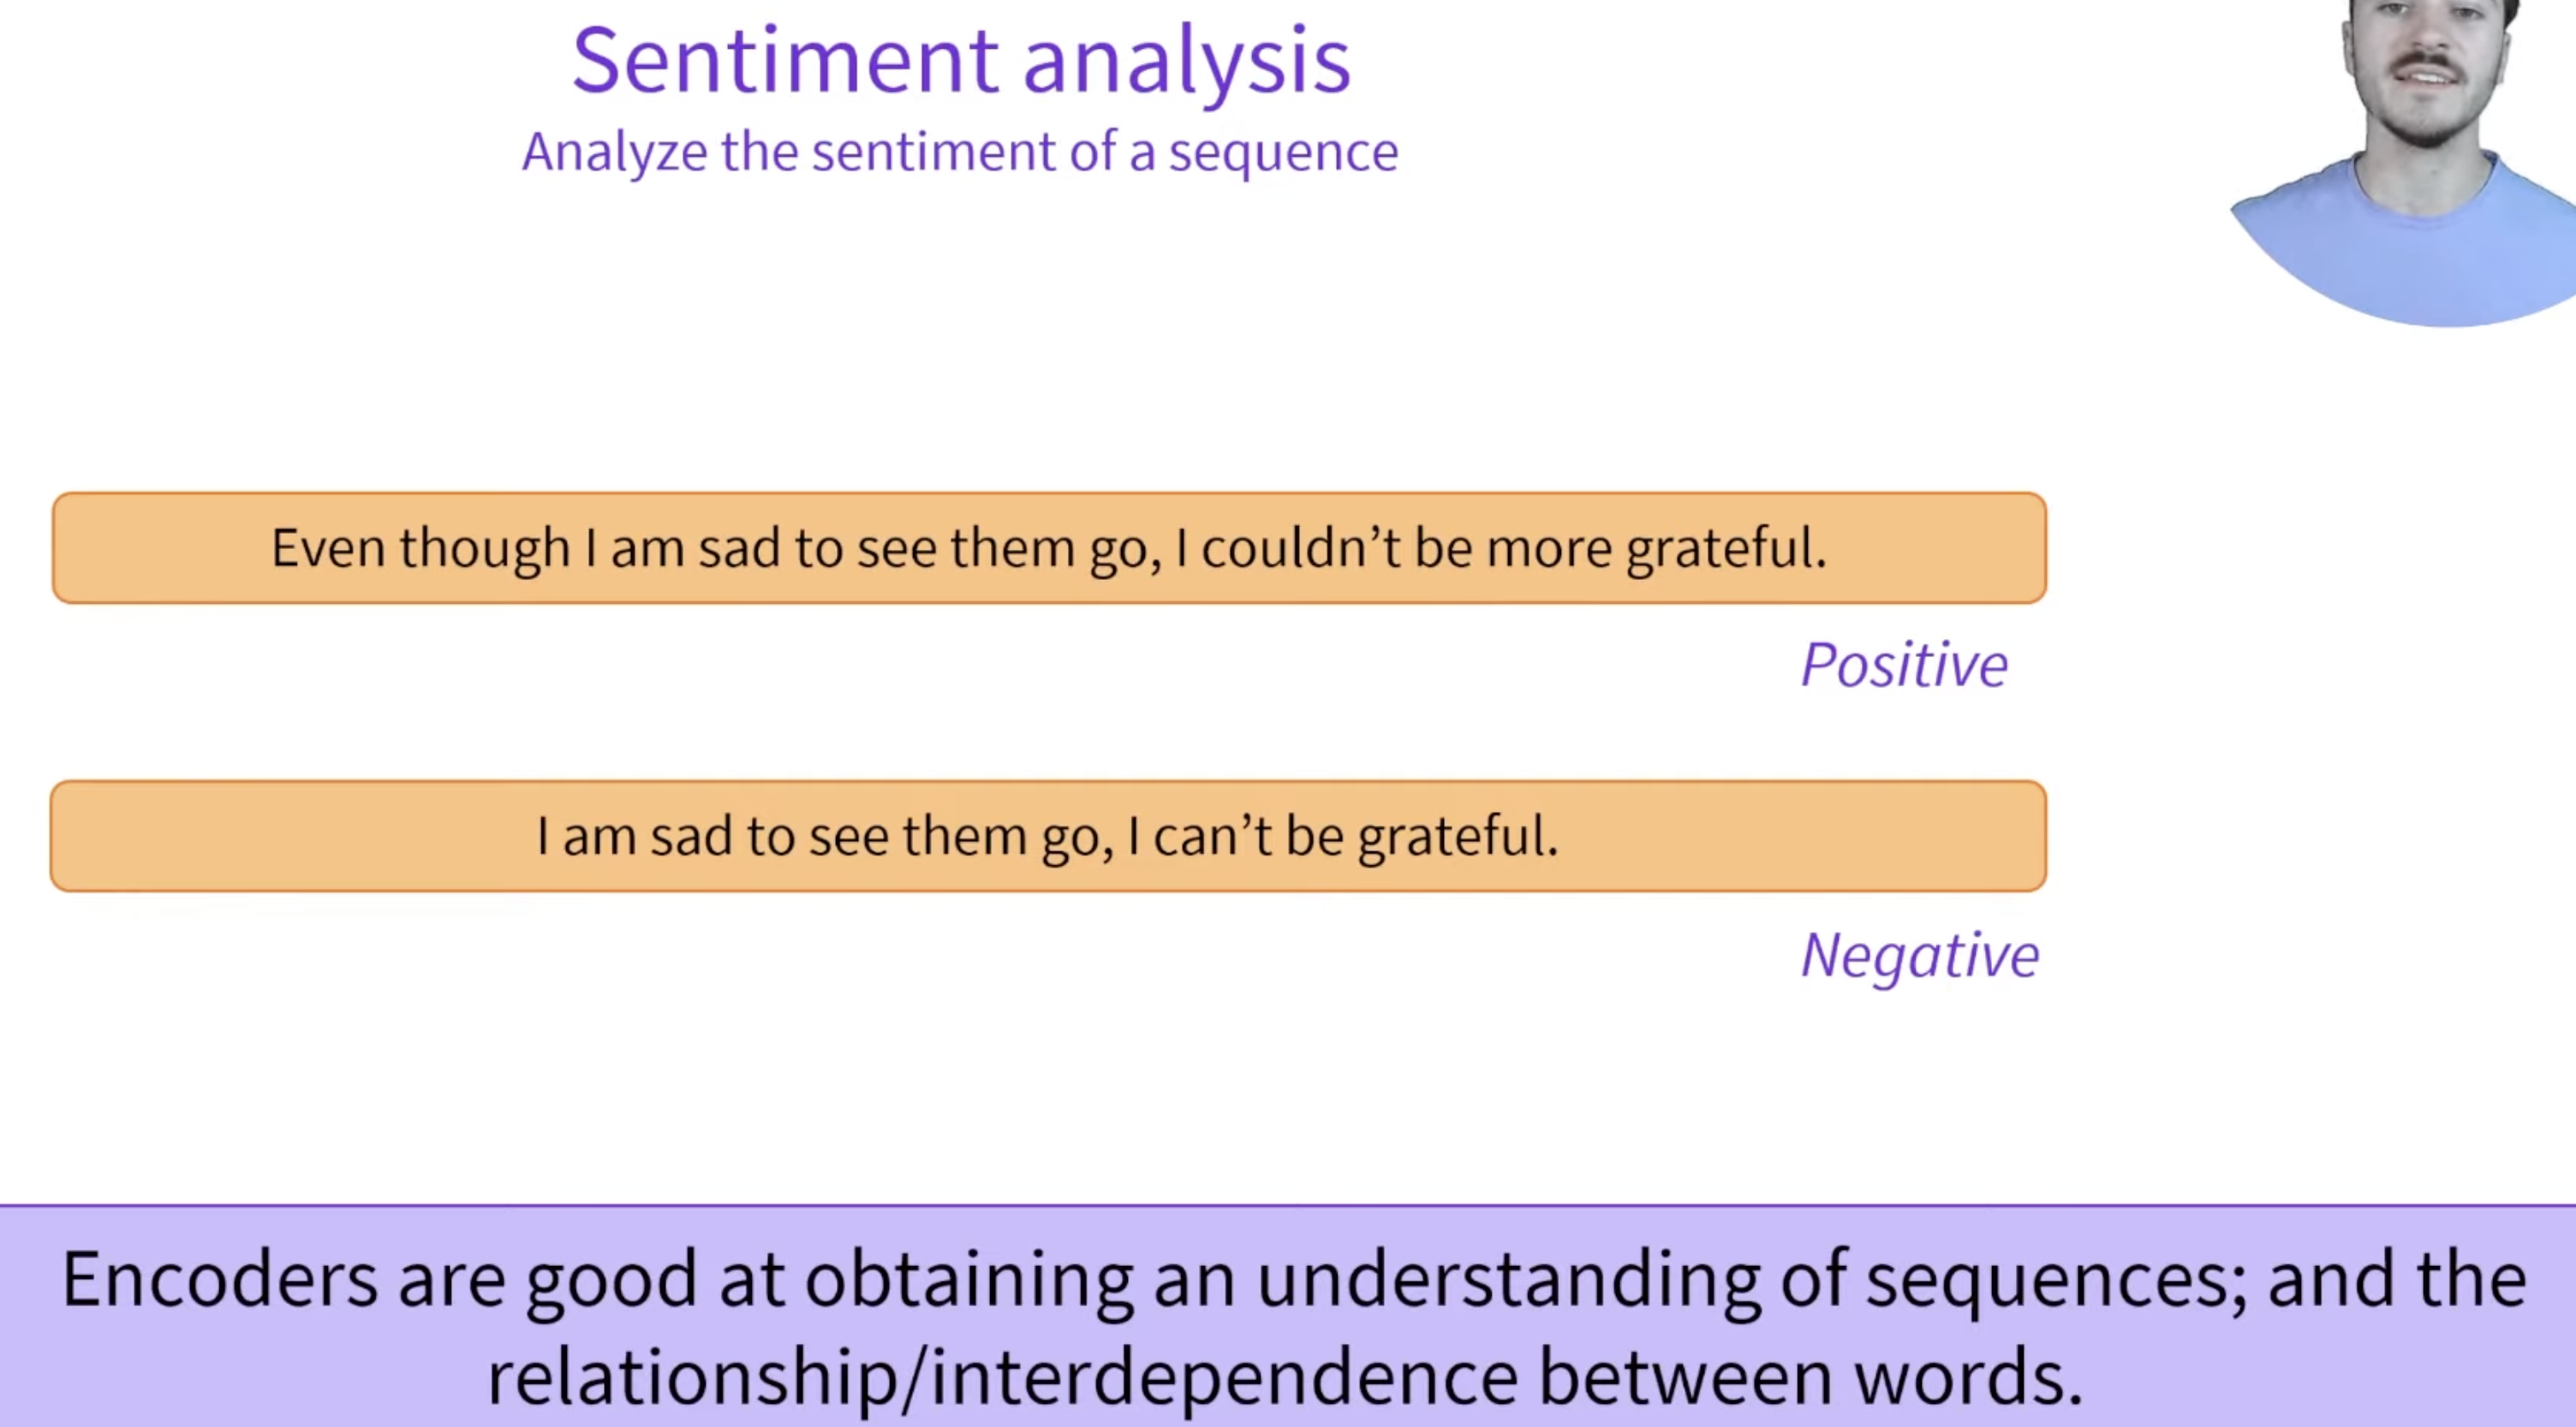 Sentiment analysis
Analyze the sentiment of a sequence
Even though I am sad to see them go, I couldn’t be more grateful.
Positive
I am sad to see them go, I can’t be grateful.
Negative
Encoders are good at obtaining an understanding of sequences; and the
relationship/interdependence between words.